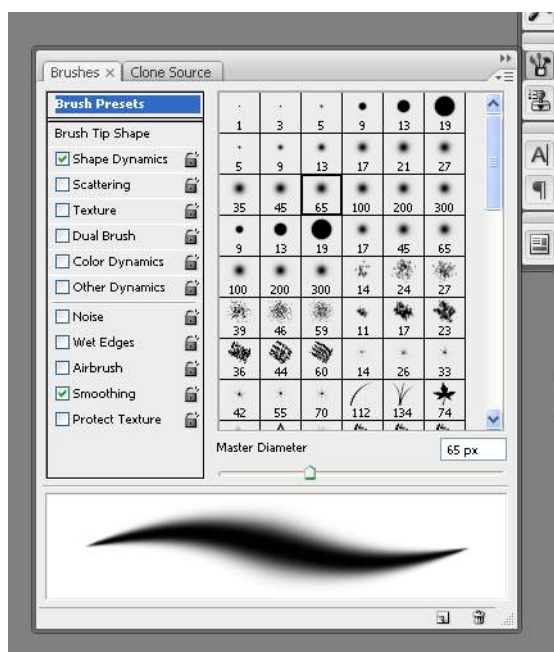 Brushes × Clone Source
Brush Presets
Brush Tip Shape
Shape Dynamics
Scattering
Texture
Dual Brush
Color Dynamics
Other Dynamics
Noise
Wet Edges
Airbrush
Smoothing
Protect Texture
1 3 5 9 13 19
5 9 13 17 21 27
35 45 65 100 200 300
9 13 19 17 45 65
100 200 300 14 24 27
39 46 59 11 17 23
36 44 60 14 26 33
42 55 70 112 134 74
Master Diameter 65 px
A